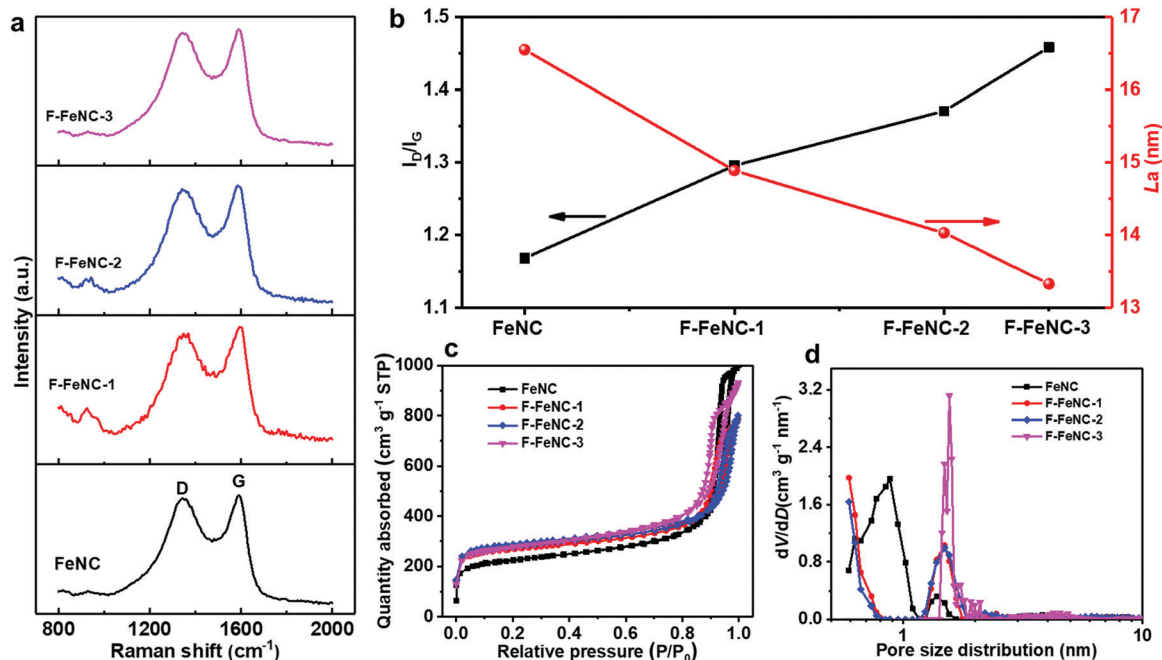 a
F-FeNC-3
F-FeNC-2
F-FeNC-1
D
G
FeNC
Intensity (a.u.)
800 1200 1600 2000
Raman shift (cm⁻¹)
b
1.5
1.4
1.3
1.2
1.1
I_D/I_G
17
16
15
14
13
La (nm)
FeNC F-FeNC-1 F-FeNC-2 F-FeNC-3
c
FeNC
F-FeNC-1
F-FeNC-2
F-FeNC-3
1000
800
600
400
200
0
Quantity absorbed (cm³ g⁻¹ STP)
0.0 0.2 0.4 0.6 0.8 1.0
Relative pressure (P/P₀)
d
FeNC
F-FeNC-1
F-FeNC-2
F-FeNC-3
3.2
2.4
1.6
0.8
0.0
dV/dD(cm³ g⁻¹ nm⁻¹)
1 10
Pore size distribution (nm)